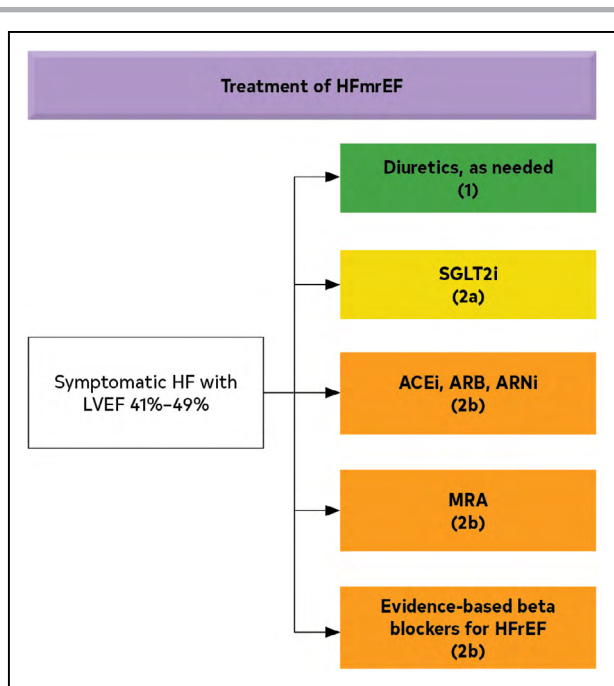 Treatment of HFmrEF
Diuretics, as needed
(1)
SGLT2i
(2a)
Symptomatic HF with
LVEF 41%–49%
ACEi, ARB, ARNi
(2b)
MRA
(2b)
Evidence-based beta
blockers for HFrEF
(2b)